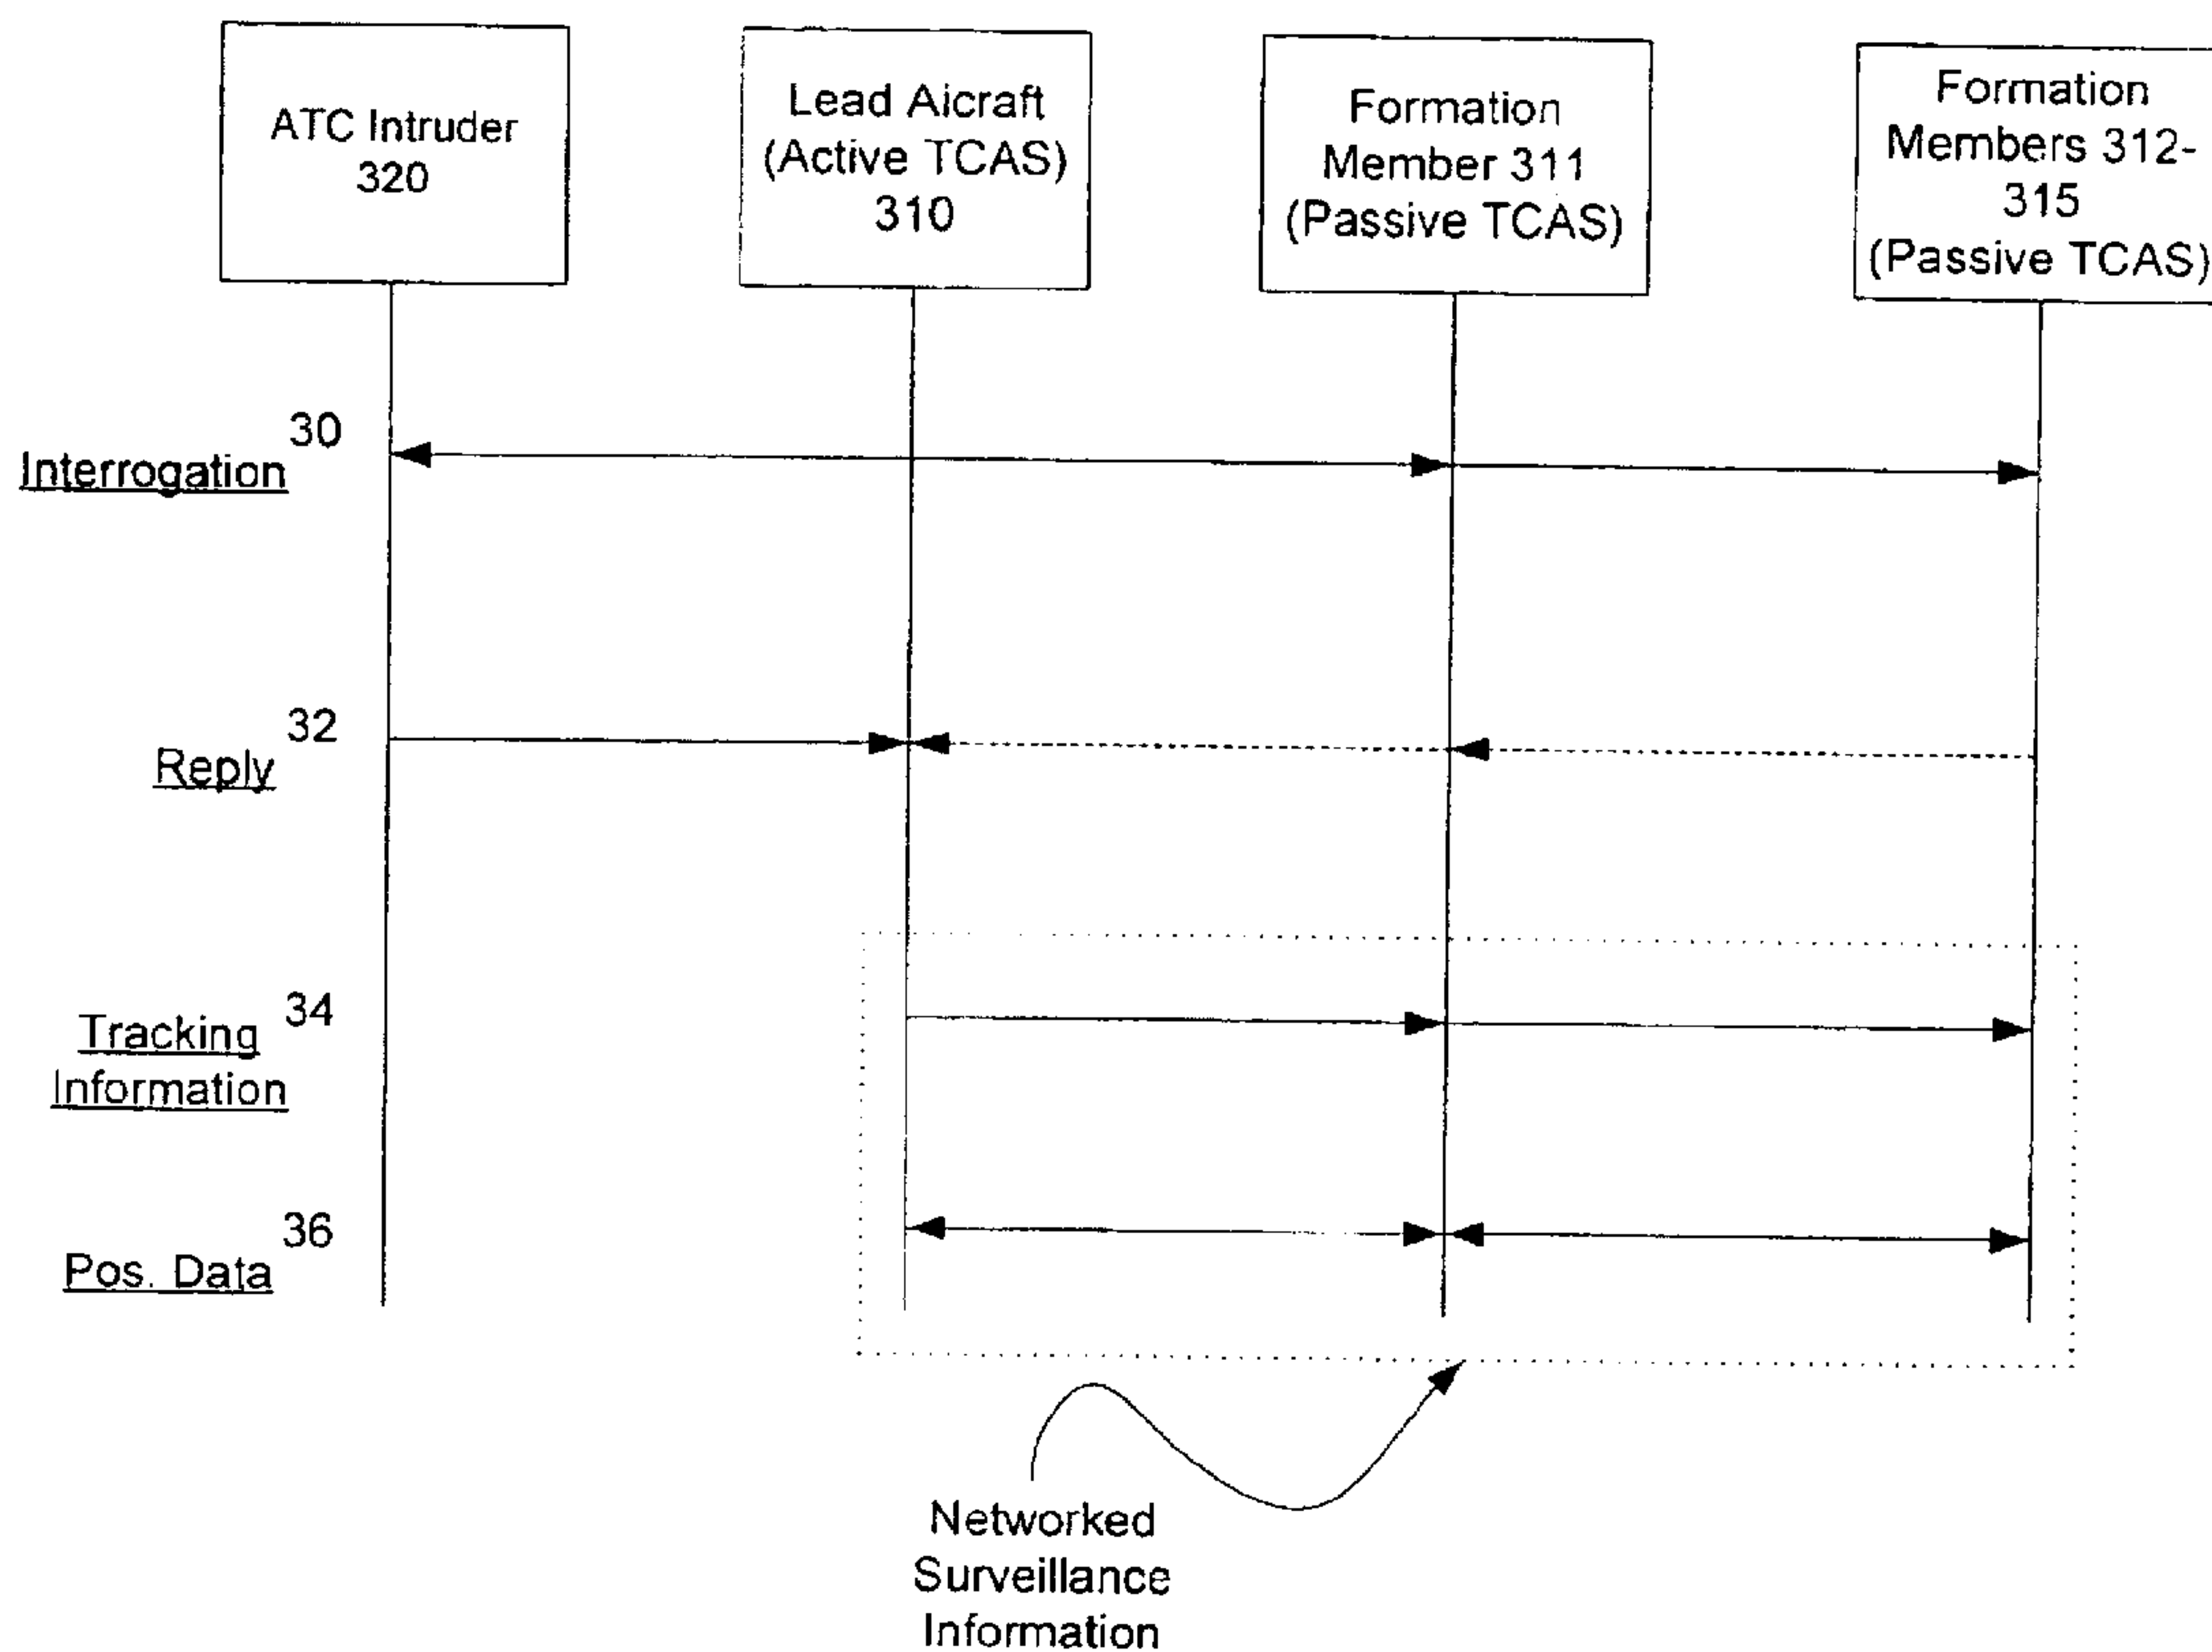 ATC Intruder
320
Lead Aicraft
(Active TCAS)
310
Formation
Member 311
(Passive TCAS)
Formation
Members 312-
315
(Passive TCAS)
30
Interrogation
32
Reply
34
Tracking
Information
36
Pos. Data
Networked
Surveillance
Information